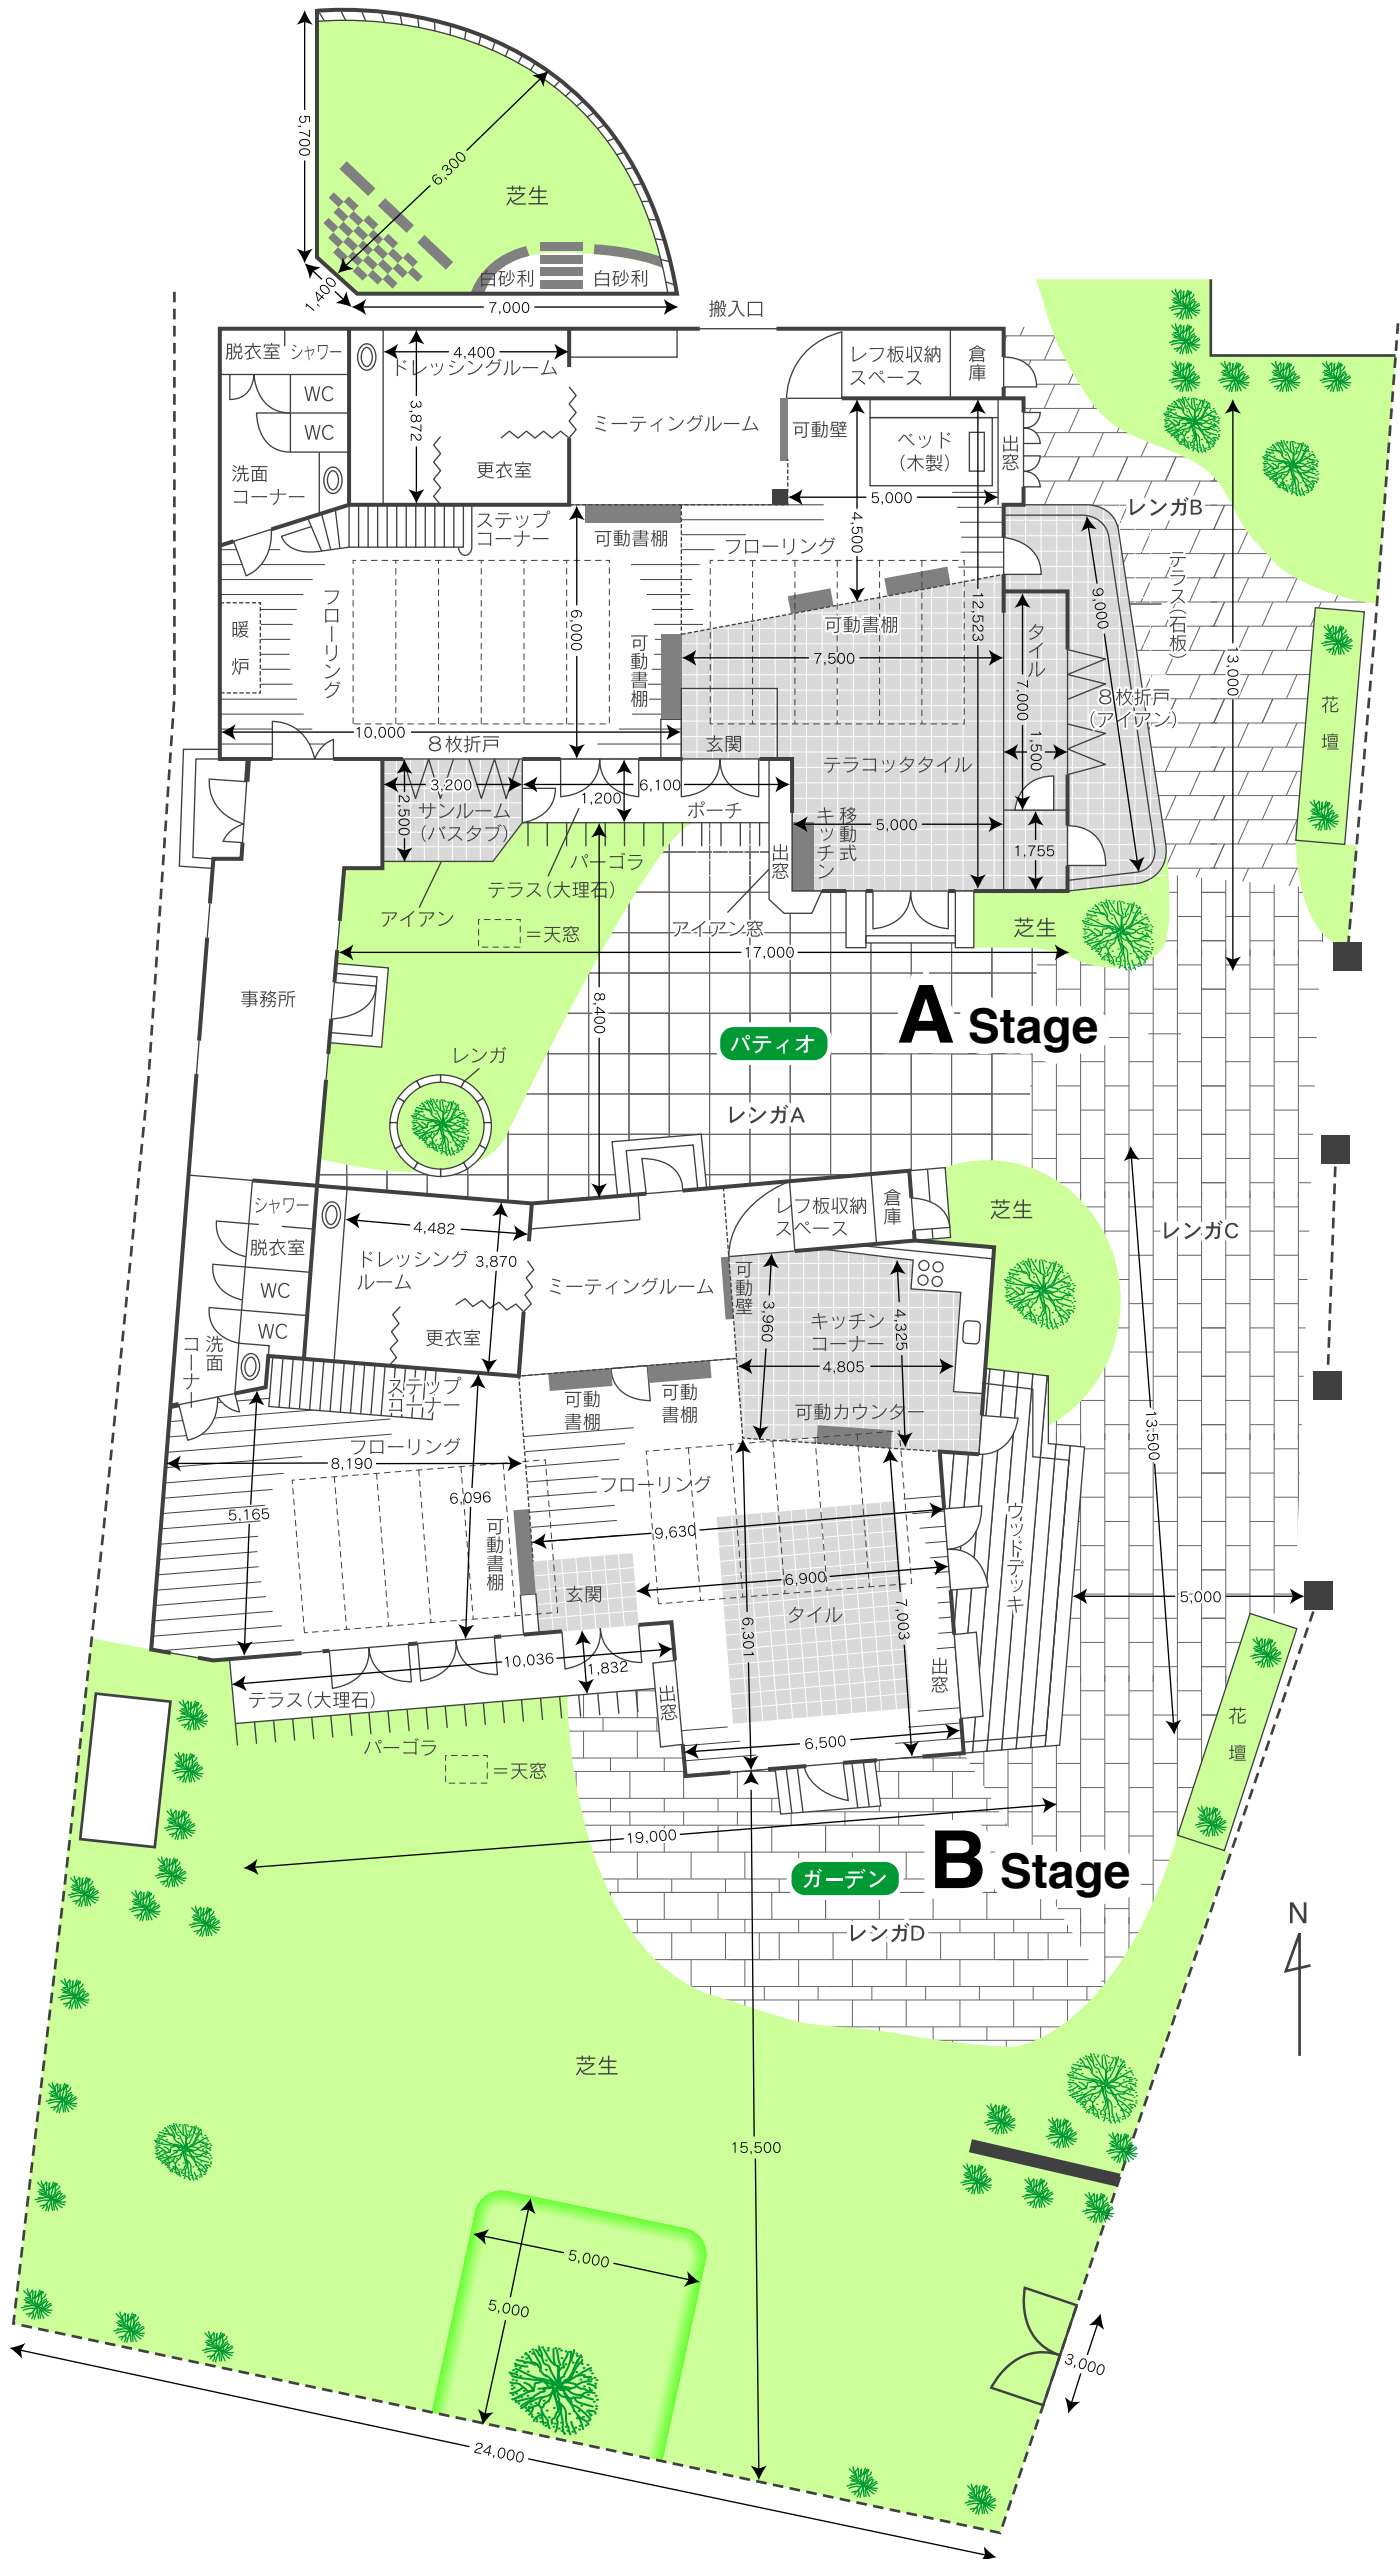 5,700
6,300
芝生
白砂利
白砂利
1,400
7,000
搬入口
脱衣室
シャワー
4,400
ドレッシングルーム
レフ板収納
スペース
倉庫
WC
WC
3,872
ミーティングルーム
可動壁
ベッド
（木製）
出窓
洗面
コーナー
更衣室
5,000
レンガB
ステップ
コーナー
可動書棚
フローリング
4,500
テラス（石板）
9,000
12,523
フローリング
6,000
暖炉
可動書棚
可動書棚
タイル
7,500
7,000
13,000
8枚折戸
（アイアン）
花壇
10,000
8枚折戸
玄関
1,500
テラコッタタイル
3,200
6,100
1,200
2,500
サンルーム
（バスタブ）
ポーチ
移動式
キッチン
5,000
1,755
パーゴラ
出窓
テラス（大理石）
アイアン
アイアン窓
芝生
＝天窓
17,000
事務所
8,400
A Stage
パティオ
レンガ
レンガA
シャワー
レフ板収納
スペース
倉庫
芝生
4,482
レンガC
脱衣室
ドレッシング
ルーム
3,870
ミーティングルーム
可動壁
WC
3,960
キッチン
コーナー
4,325
WC
洗面
コーナー
更衣室
4,805
ステップ
コーナー
可動
書棚
可動
書棚
可動カウンター
13,500
フローリング
8,190
フローリング
6,096
5,165
9,630
可動書棚
ウッドデッキ
玄関
6,900
5,000
タイル
7,003
6,301
10,036
1,832
出窓
出窓
テラス（大理石）
6,500
パーゴラ
＝天窓
花壇
19,000
B Stage
ガーデン
レンガD
N
芝生
15,500
5,000
5,000
3,000
24,000